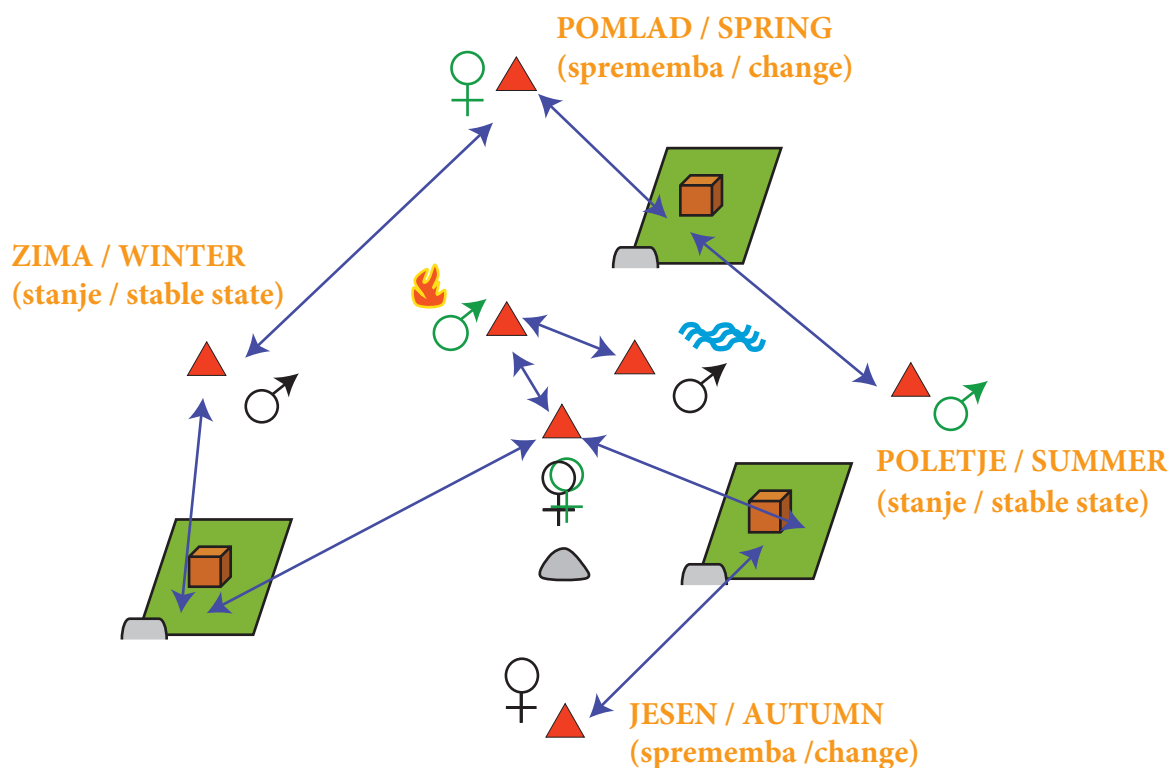 POMLAD / SPRING
(sprememba / change)
ZIMA / WINTER
(stanje / stable state)
POLETJE / SUMMER
(stanje / stable state)
JESEN / AUTUMN
(sprememba /change)